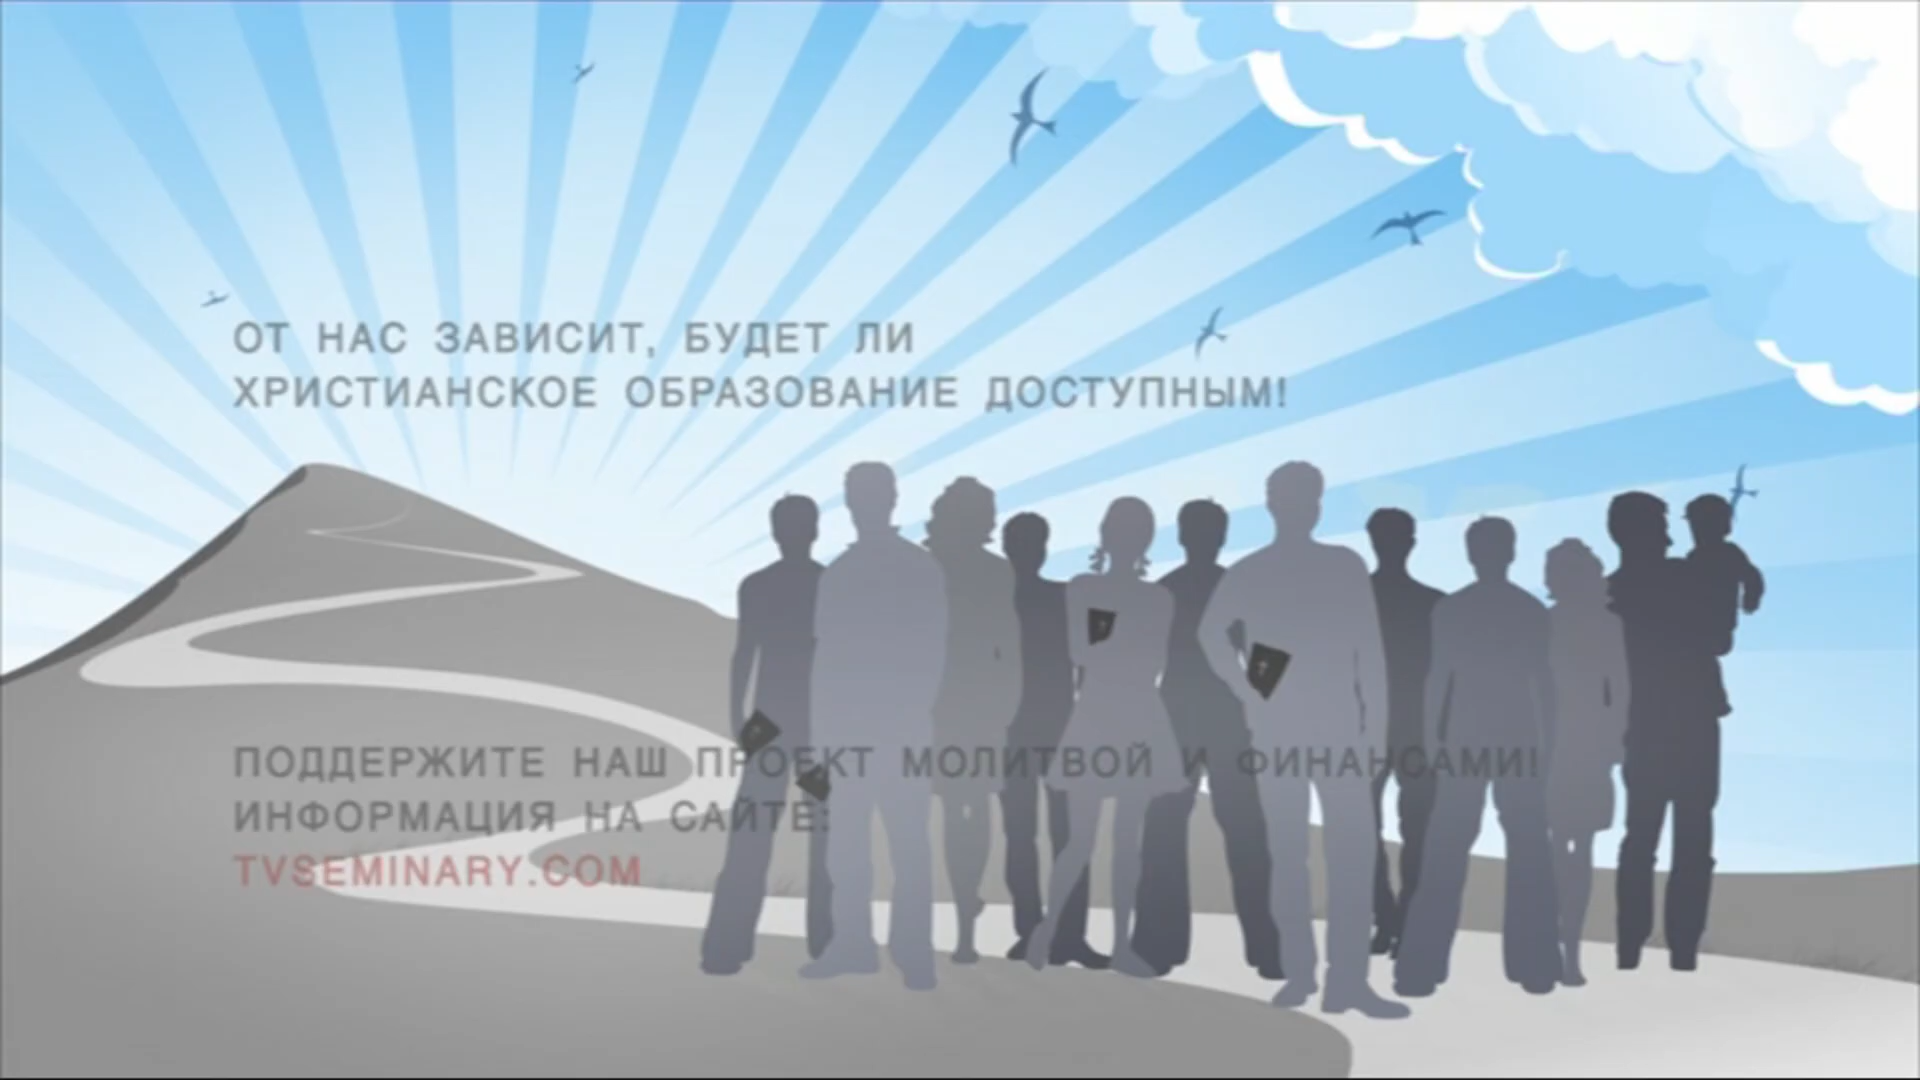 ОТ НАС ЗАВИСИТ, БУДЕТ ЛИ
ХРИСТИАНСКОЕ ОБРАЗОВАНИЕ ДОСТУПНЫМ!
ПОДДЕРЖИТЕ НАШ ПРОЕКТ МОЛИТВОЙ И ФИНАНСАМИ!
ИНФОРМАЦИЯ НА САЙТЕ:
TVSEMINARY.COM